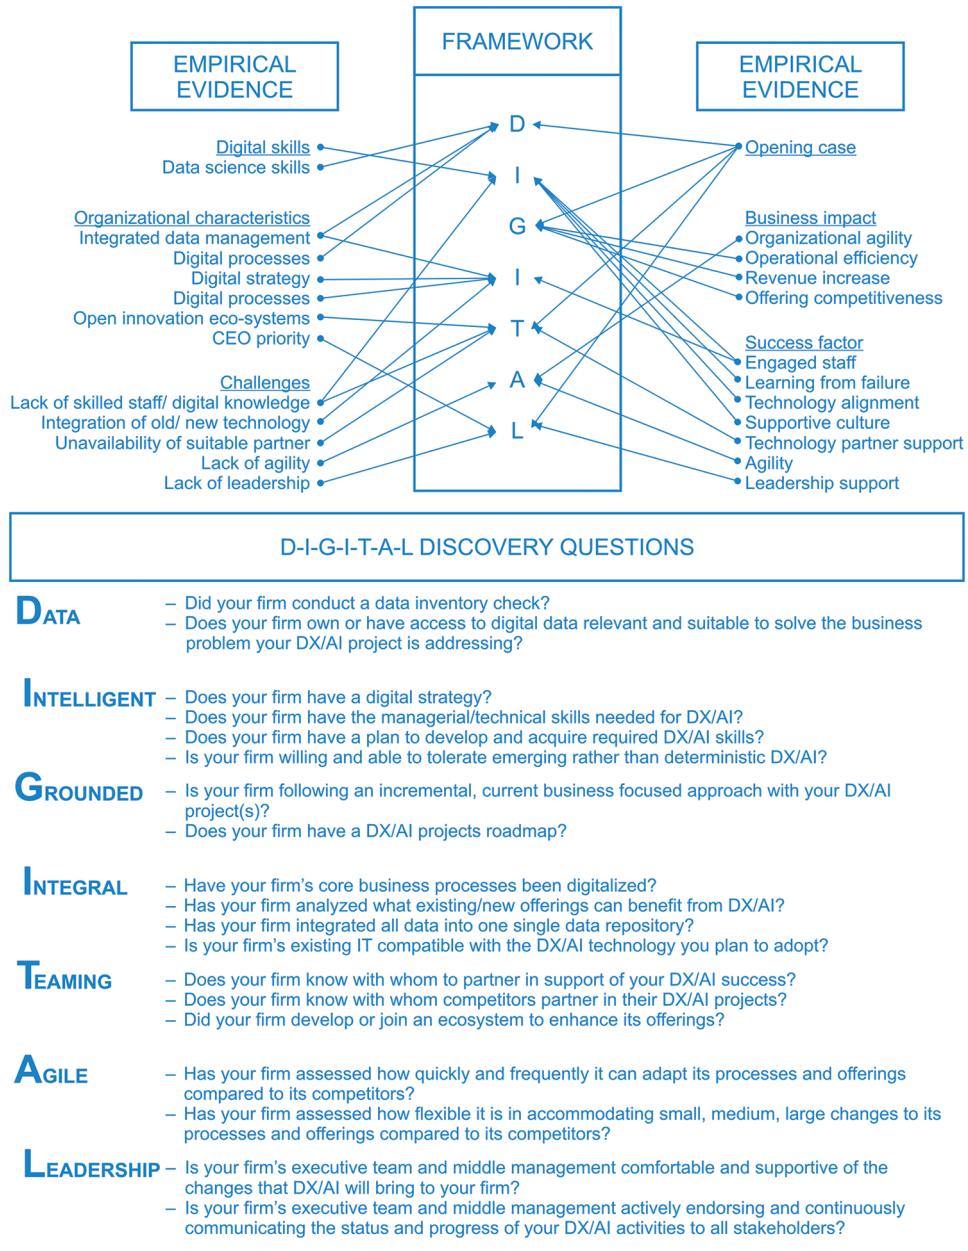 FRAMEWORK
EMPIRICAL
EVIDENCE
EMPIRICAL
EVIDENCE
Digital skills
Data science skills
Organizational characteristics
Integrated data management
Digital processes
Digital strategy
Digital processes
Open innovation eco-systems
CEO priority
Challenges
Lack of skilled staff/ digital knowledge
Integration of old/ new technology
Unavailability of suitable partner
Lack of agility
Lack of leadership
D
I
G
I
T
A
L
Opening case
Business impact
Organizational agility
Operational efficiency
Revenue increase
Offering competitiveness
Success factor
Engaged staff
Learning from failure
Technology alignment
Supportive culture
Technology partner support
Agility
Leadership support
D-I-G-I-T-A-L DISCOVERY QUESTIONS
DATA
– Did your firm conduct a data inventory check?
– Does your firm own or have access to digital data relevant and suitable to solve the business
problem your DX/AI project is addressing?
INTELLIGENT
– Does your firm have a digital strategy?
– Does your firm have the managerial/technical skills needed for DX/AI?
– Does your firm have a plan to develop and acquire required DX/AI skills?
– Is your firm willing and able to tolerate emerging rather than deterministic DX/AI?
GROUNDED
– Is your firm following an incremental, current business focused approach with your DX/AI
project(s)?
– Does your firm have a DX/AI projects roadmap?
INTEGRAL
– Have your firm's core business processes been digitalized?
– Has your firm analyzed what existing/new offerings can benefit from DX/AI?
– Has your firm integrated all data into one single data repository?
– Is your firm's existing IT compatible with the DX/AI technology you plan to adopt?
TEAMING
– Does your firm know with whom to partner in support of your DX/AI success?
– Does your firm know with whom competitors partner in their DX/AI projects?
– Did your firm develop or join an ecosystem to enhance its offerings?
AGILE
– Has your firm assessed how quickly and frequently it can adapt its processes and offerings
compared to its competitors?
– Has your firm assessed how flexible it is in accommodating small, medium, large changes to its
processes and offerings compared to its competitors?
LEADERSHIP
– Is your firm's executive team and middle management comfortable and supportive of the
changes that DX/AI will bring to your firm?
– Is your firm's executive team and middle management actively endorsing and continuously
communicating the status and progress of your DX/AI activities to all stakeholders?